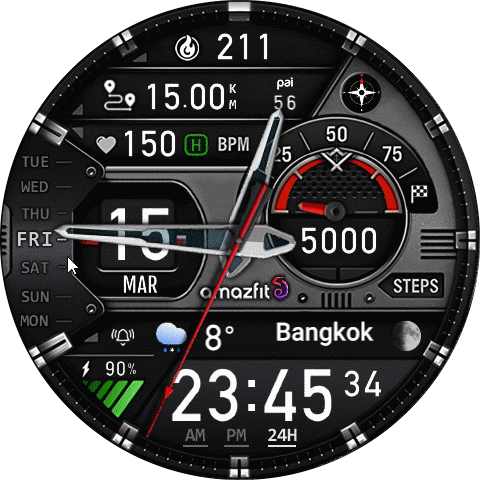 211
15.00 KM
pai
56
150 H BPM
25 50 75
TUE
WED
THU
FRI
SAT
SUN
MON
15
MAR
5000
STEPS
amazfit
8° Bangkok
90%
23:45 34
AM PM 24H